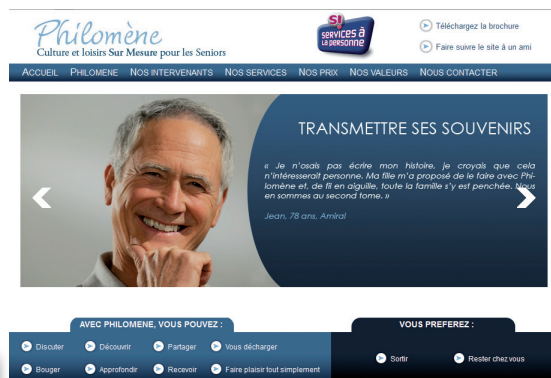 Philomène
Culture et loisirs Sur Mesure pour les Seniors
S!
SERVICES À
LA PERSONNE
Téléchargez la brochure
Faire suivre le site à un ami
ACCUEIL PHILOMENE NOS INTERVENANTS NOS SERVICES NOS PRIX NOS VALEURS NOUS CONTACTER
TRANSMETTRE SES SOUVENIRS
« Je n'osais pas écrire mon histoire, je croyais que cela
n'intéresserait personne. Ma fille m'a proposé de le faire avec Phi-
lomène et, de fil en aiguille, toute la famille s'y est penchée. Nous
en sommes au second tome. »
Jean, 78 ans, Amiral
AVEC PHILOMENE, VOUS POUVEZ :
Discuter Découvrir Partager Vous décharger
Bouger Approfondir Recevoir Faire plaisir tout simplement
VOUS PREFEREZ :
Sortir Rester chez vous